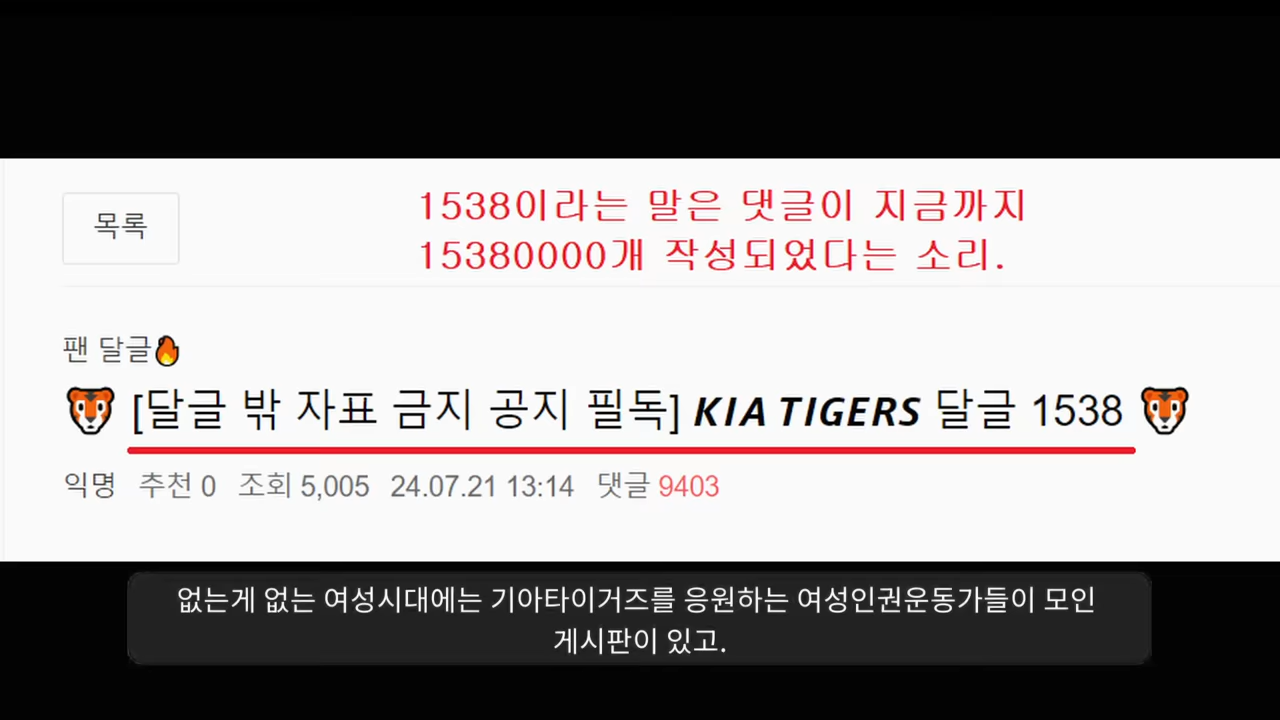 목록
1538이라는 말은 댓글이 지금까지
15380000개 작성되었다는 소리.
팬 달글🔥
🐯 [달글 밖 자표 금지 공지 필독] KIA TIGERS 달글 1538 🐯
익명 추천 0 조회 5,005 24.07.21 13:14 댓글 9403
없는게 없는 여성시대에는 기아타이거즈를 응원하는 여성인권운동가들이 모인
게시판이 있고.